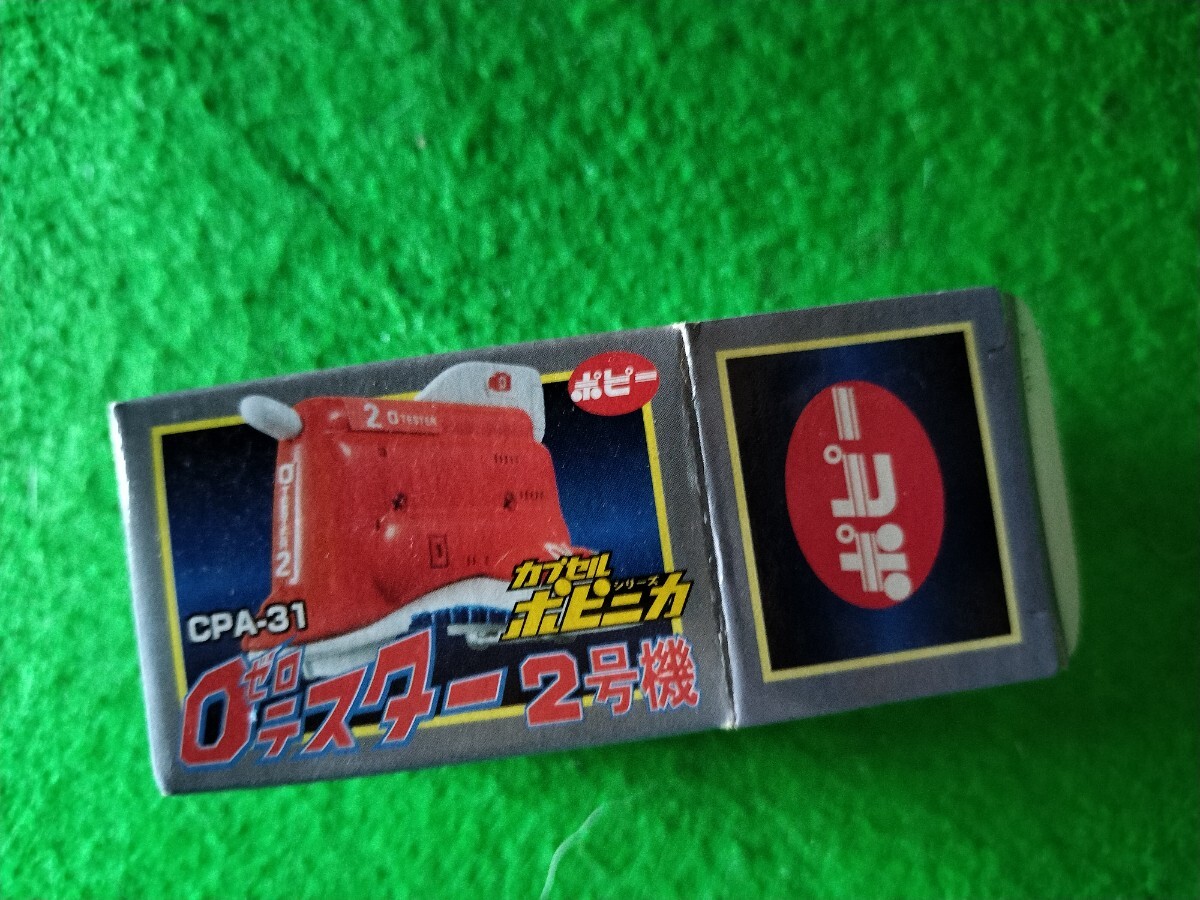 ポピー
2 0 TESTER
0 TESTER 2
カプセル
ポピニカ
シリーズ
CPA-31
ゼロ
0テスター2号機
ポピー